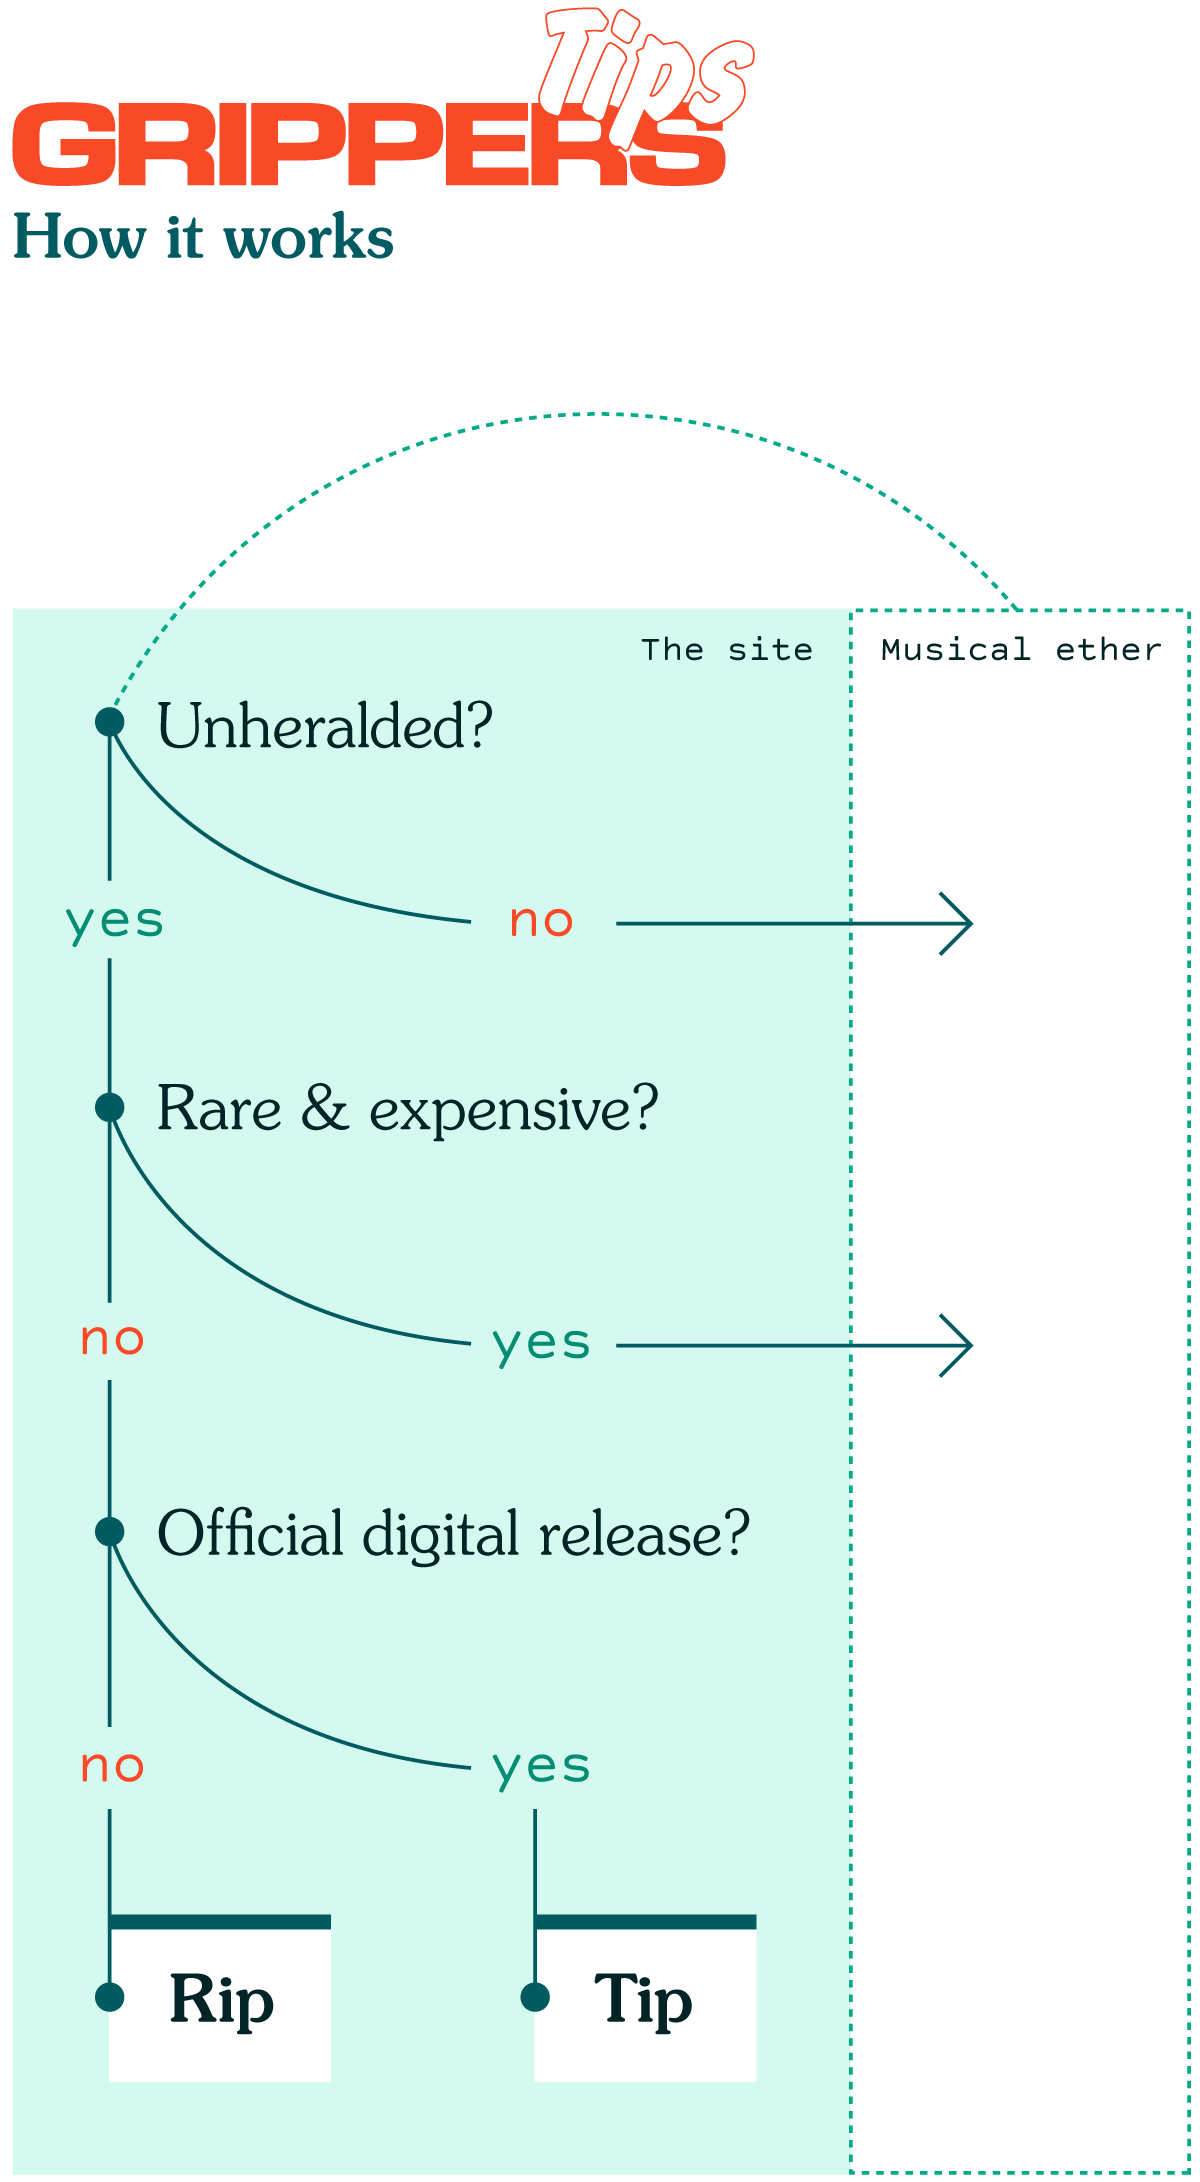 Tips
GRIPPERS
How it works
The site
Musical ether
Unheralded?
yes
no
Rare & expensive?
no
yes
Official digital release?
no
yes
Rip
Tip